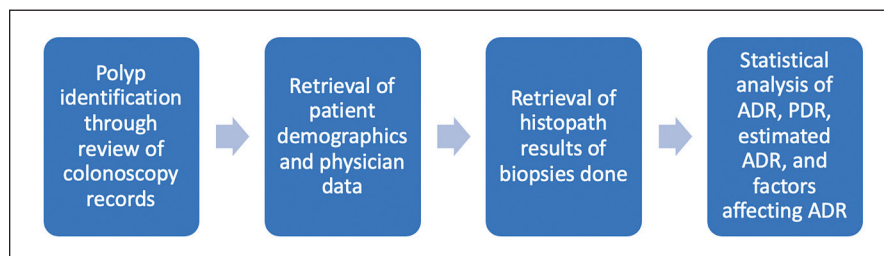 Polyp
identification
through
review of
colonoscopy
records
Retrieval of
patient
demographics
and physician
data
Retrieval of
histopath
results of
biopsies done
Statistical
analysis of
ADR, PDR,
estimated
ADR, and
factors
affecting ADR